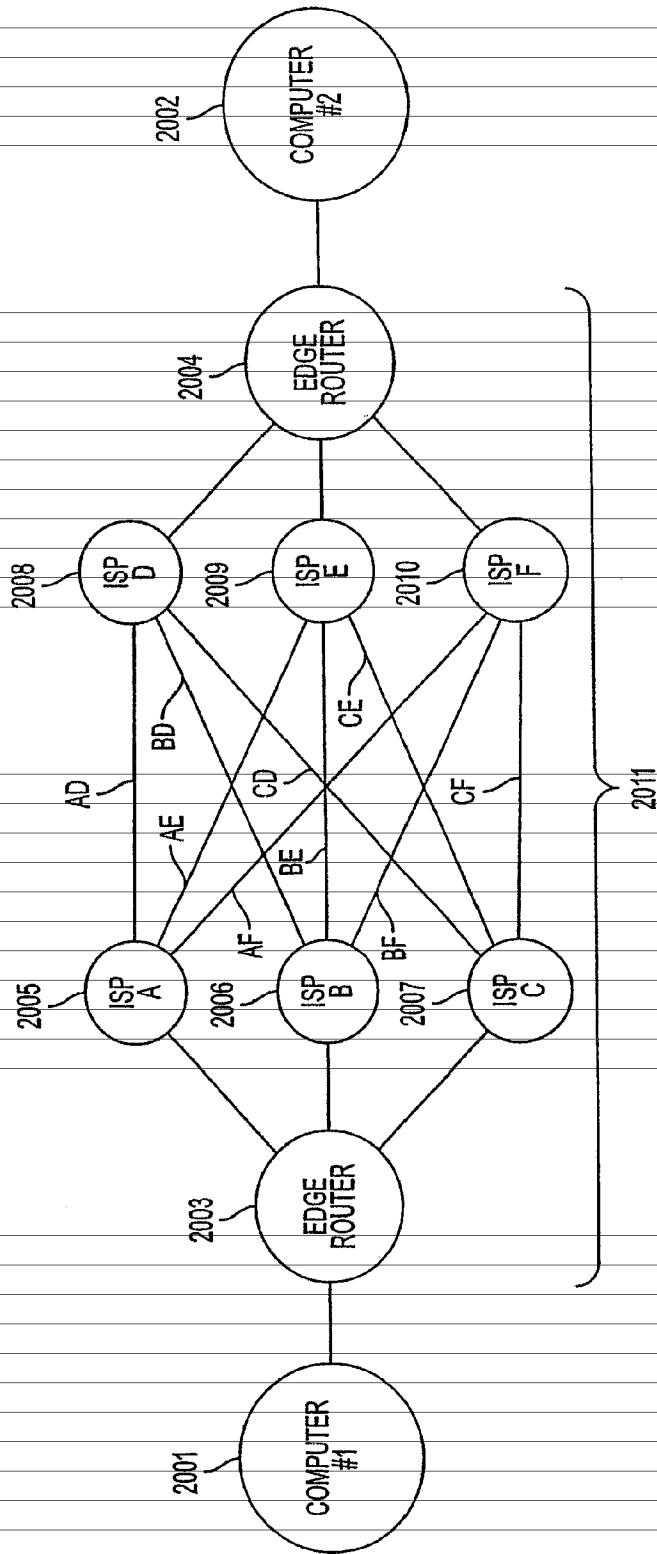 2001
COMPUTER
#1
2003
EDGE
ROUTER
2005
ISP
A
2006
ISP
B
2007
ISP
C
AD
BD
AE
CD
AF
BE
CE
BF
CF
2008
ISP
D
2009
ISP
E
2010
ISP
F
2004
EDGE
ROUTER
2002
COMPUTER
#2
2011